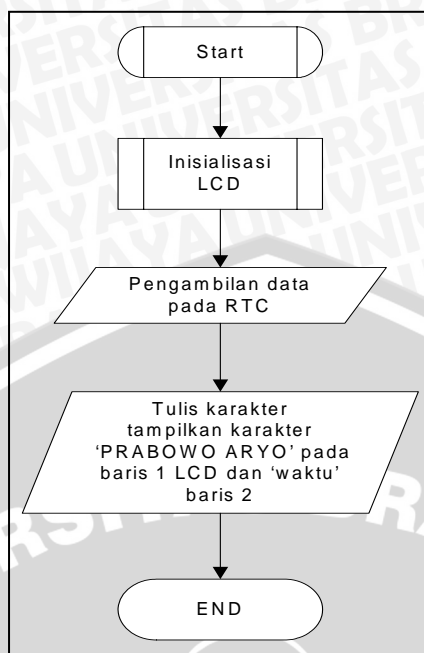 Start
Inisialisasi
LCD
Pengambilan data
pada RTC
Tulis karakter
tampilkan karakter
‘PRABOWO ARYO’ pada
baris 1 LCD dan ‘waktu’
baris 2
END